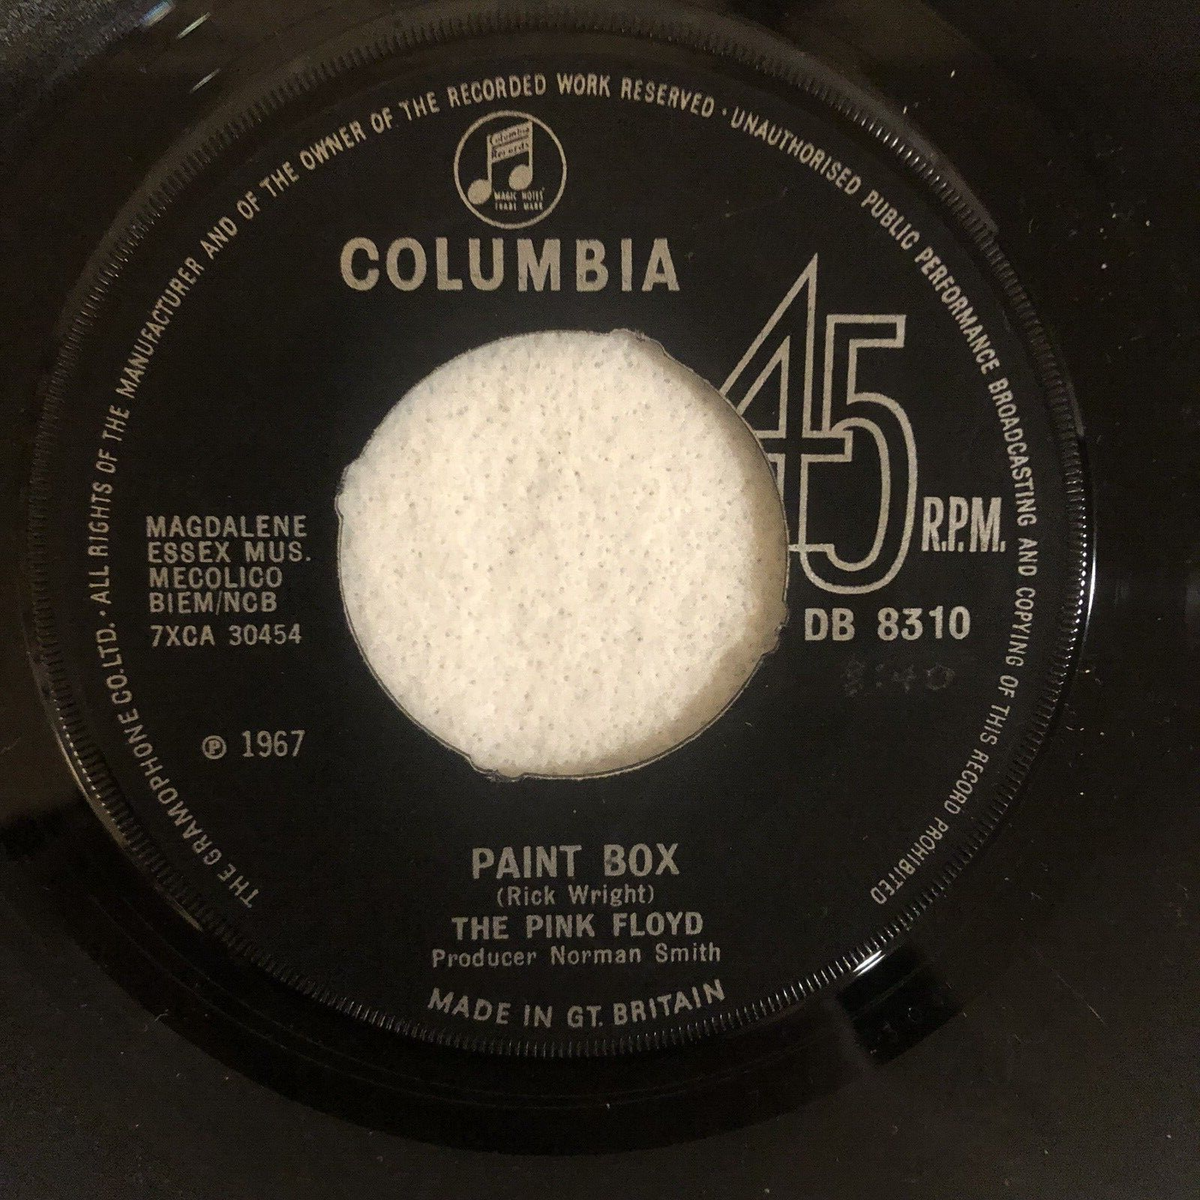 THE GRAMOPHONE CO. LTD. · ALL RIGHTS OF THE MANUFACTURER AND OF THE OWNER OF THE RECORDED WORK RESERVED · UNAUTHORISED PUBLIC PERFORMANCE BROADCASTING AND COPYING OF THIS RECORD PROHIBITED
Columbia
Records
MAGIC NOTES
TRADE MARK
COLUMBIA
45
R.P.M.
MAGDALENE
ESSEX MUS.
MECOLICO
BIEM/NCB
7XCA 30454
DB 8310
℗ 1967
PAINT BOX
(Rick Wright)
THE PINK FLOYD
Producer Norman Smith
MADE IN GT. BRITAIN